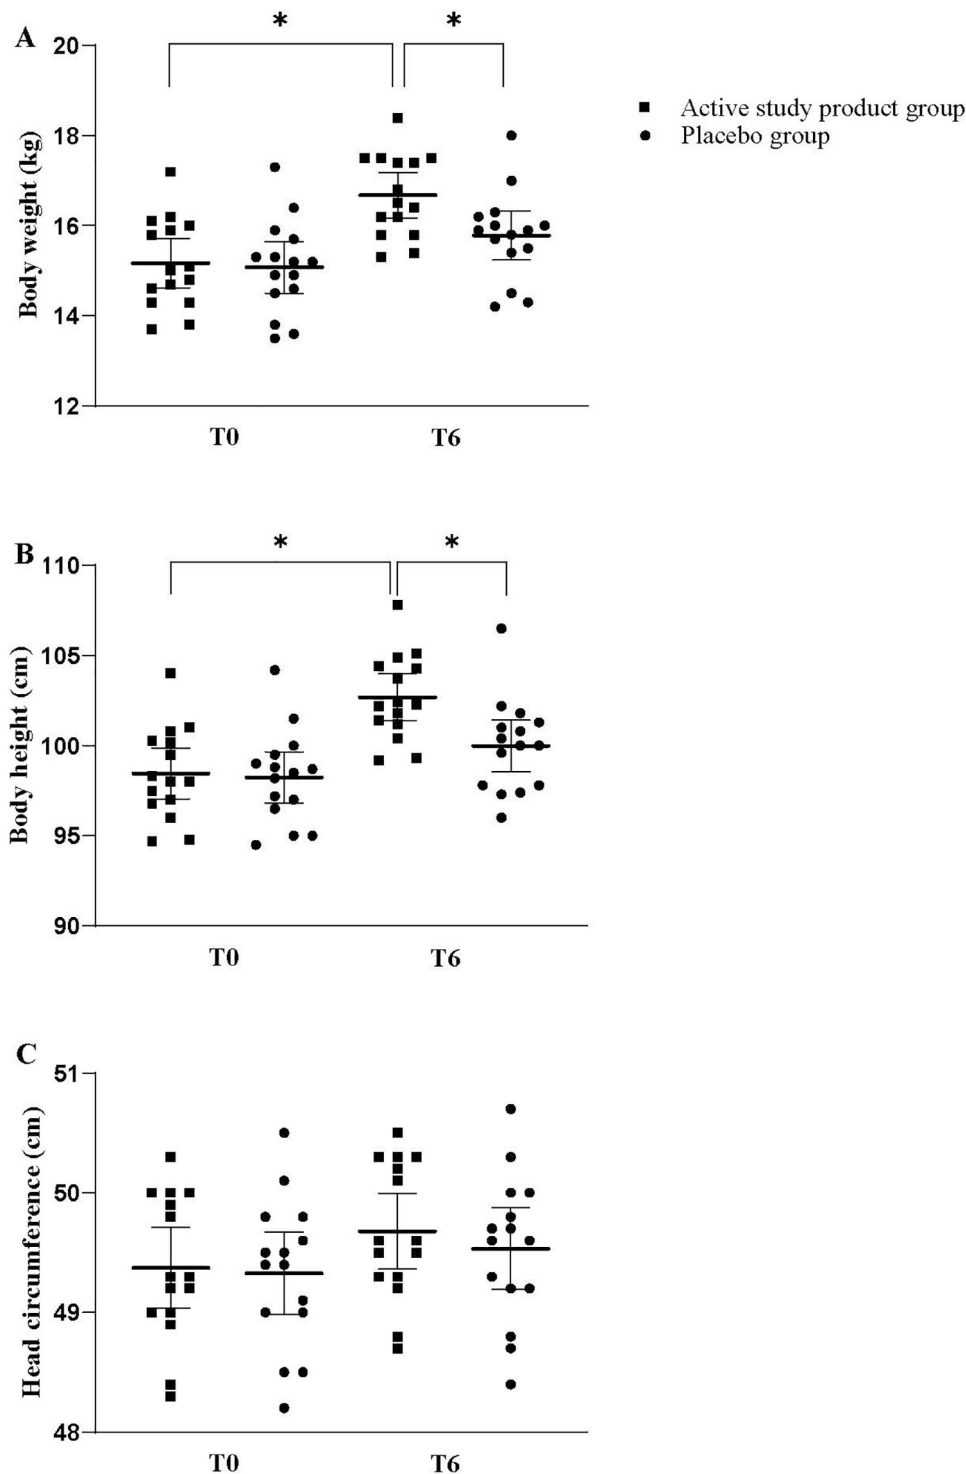 A
* *
20
18
16
14
12
Body weight (kg)
T0 T6
Active study product group
Placebo group
B
* *
110
105
100
95
90
Body height (cm)
T0 T6
C
51
50
49
48
Head circumference (cm)
T0 T6